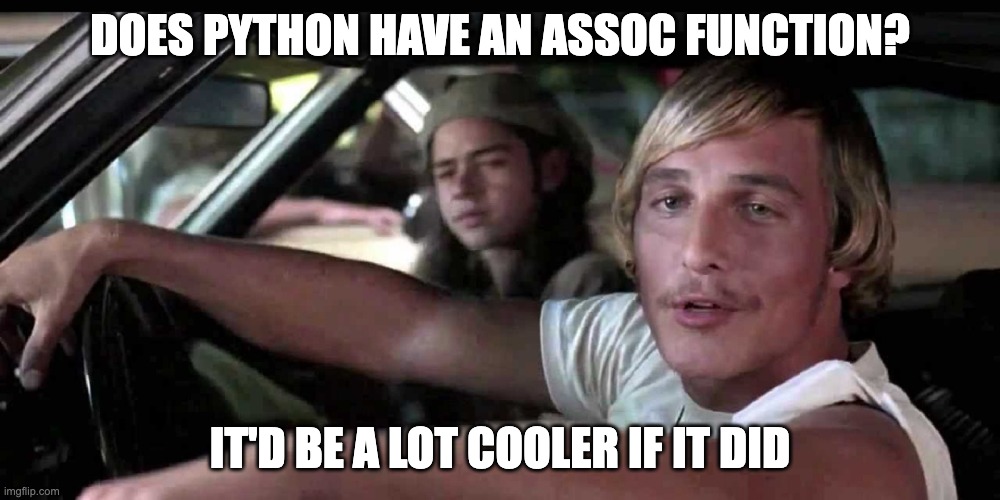 DOES PYTHON HAVE AN ASSOC FUNCTION?
IT'D BE A LOT COOLER IF IT DID
imgflip.com